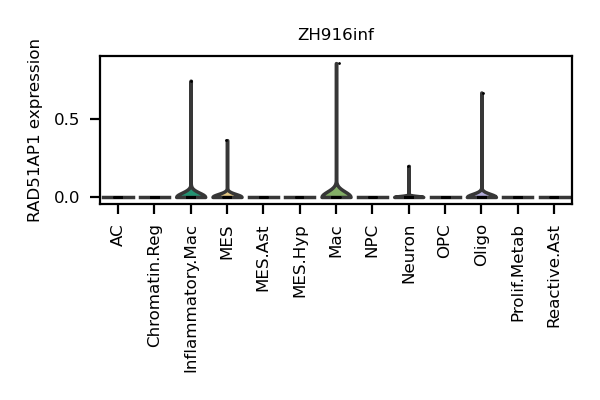 ZH916inf
RAD51AP1 expression
0.5
0.0
AC
Chromatin.Reg
Inflammatory.Mac
MES
MES.Ast
MES.Hyp
Mac
NPC
Neuron
OPC
Oligo
Prolif.Metab
Reactive.Ast